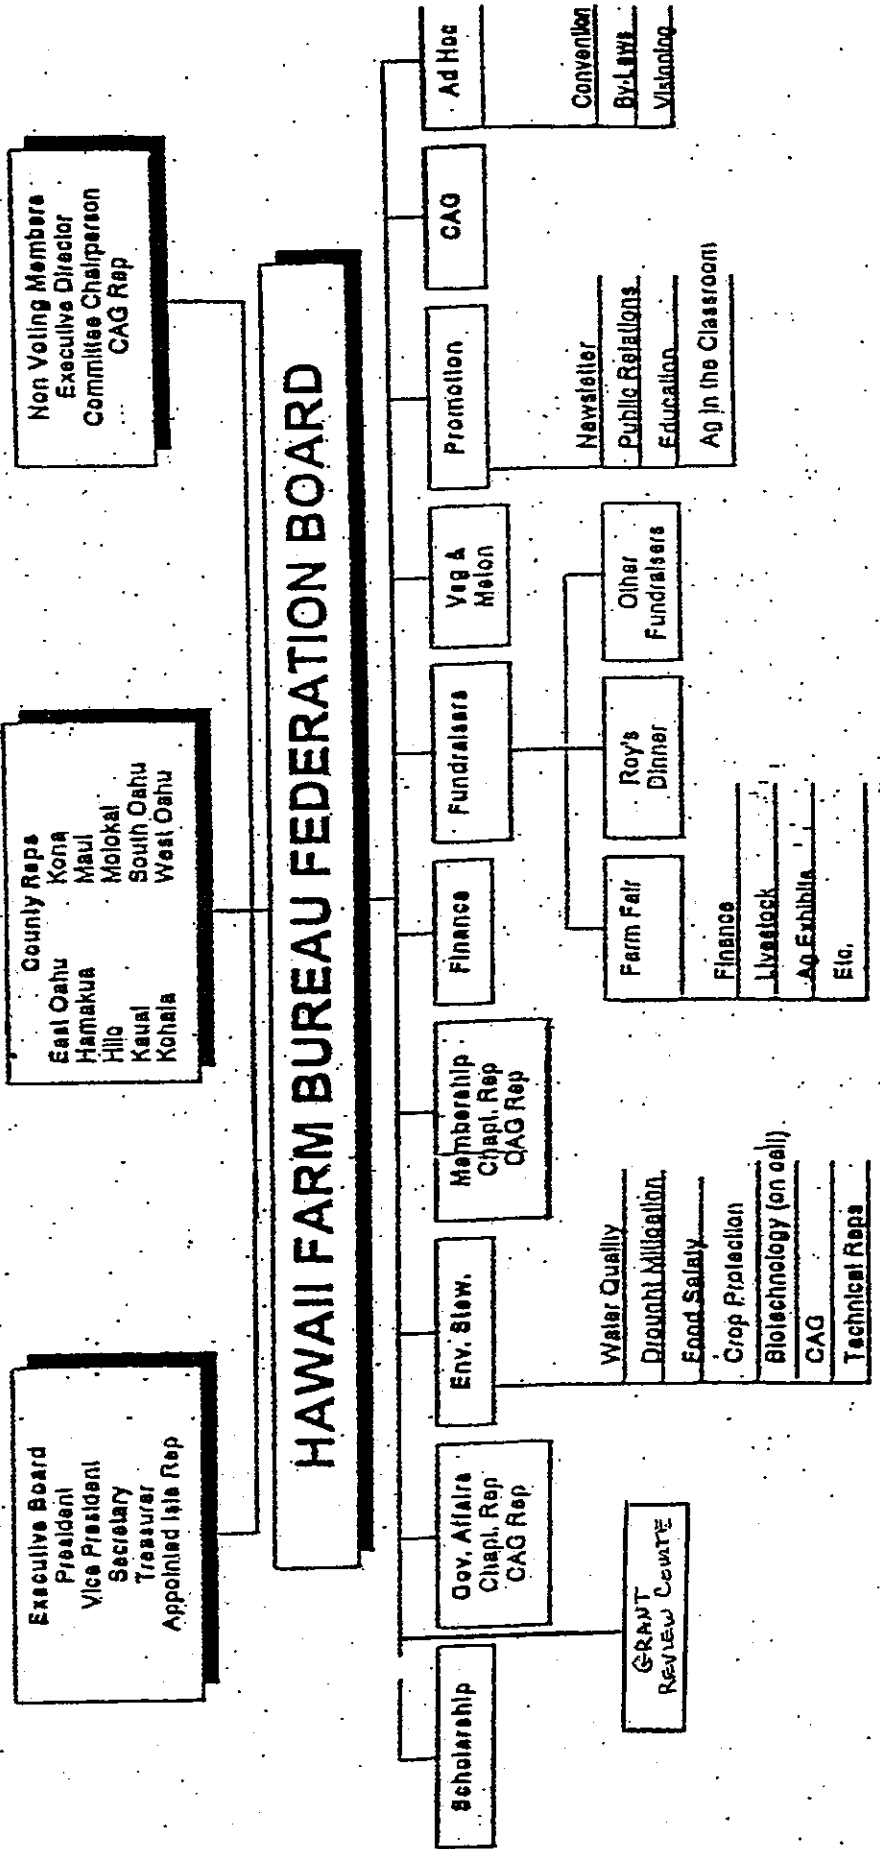 Executive Board
President
Vice President
Secretary
Treasurer
Appointed Isle Rep
County Reps
East Oahu Kona
Hamakua Maui
Hilo Molokai
Kauai South Oahu
Kohala West Oahu
Non Voting Members
Executive Director
Committee Chairperson
CAG Rep
HAWAII FARM BUREAU FEDERATION BOARD
Scholarship
Gov. Affairs
Chapt. Rep
CAG Rep
Env. Stew.
Membership
Chapt. Rep
CAG Rep
Finance
Fundraisers
Veg &
Melon
Promotion
CAG
Ad Hoc
GRANT
REVIEW COMTE
Water Quality
Drought Mitigation
Food Safety
Crop Protection
Biotechnology (on call)
CAG
Technical Reps
Farm Fair
Finance
Livestock
Ag Exhibits
Etc.
Roy's
Dinner
Other
Fundraisers
Newsletter
Public Relations
Education
Ag in the Classroom
Convention
By-Laws
Visioning